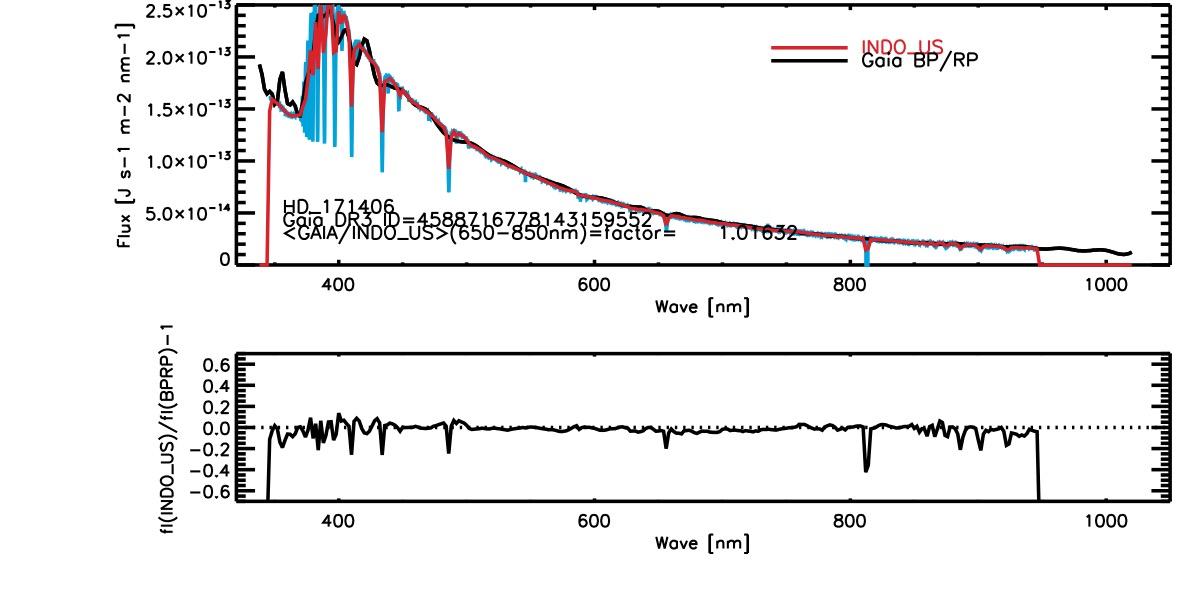 2.5×10−13
2.0×10−13
1.5×10−13
1.0×10−13
5.0×10−14
0
Flux [J s−1 m−2 nm−1]
INDO_US
Gaia BP/RP
HD_171406
Gaia DR3_ID=4588716778143159552
<GAIA/INDO_US>(650−850nm)=factor= 1.01632
400 600 800 1000
Wave [nm]
fl(INDO_US)/fl(BPRP)−1
0.6
0.4
0.2
0.0
−0.2
−0.4
−0.6
400 600 800 1000
Wave [nm]